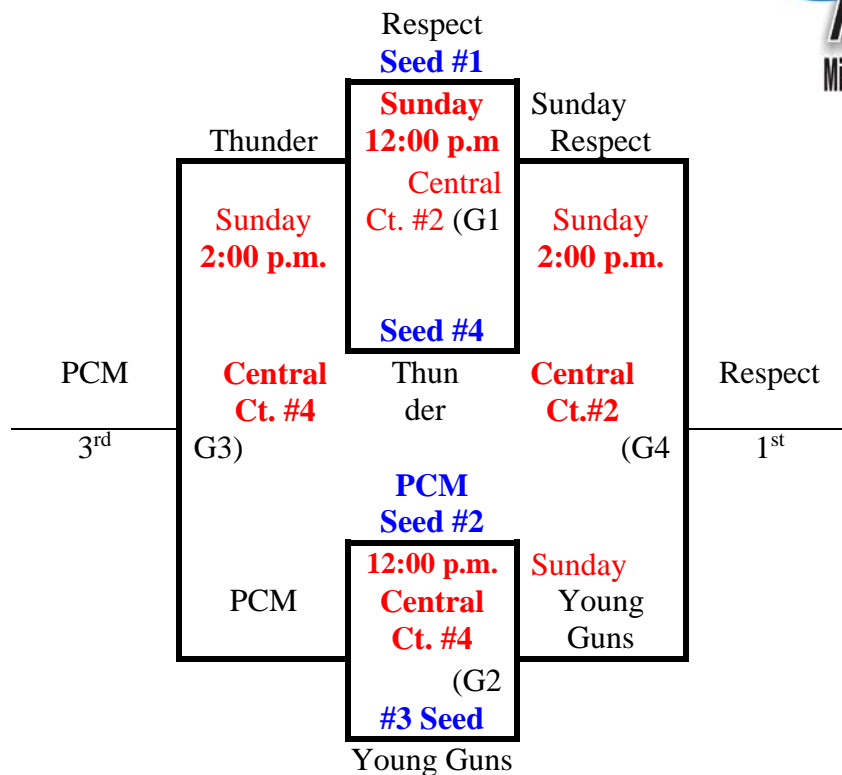 Respect
Seed #1
Sunday
12:00 p.m
Sunday
Respect
Thunder
Central
Ct. #2 (G1
Sunday
2:00 p.m.
Sunday
2:00 p.m.
Seed #4
PCM
Central
Ct. #4
Thun
der
Central
Ct.#2
Respect
3rd
G3)
(G4
1st
PCM
Seed #2
12:00 p.m.
Sunday
PCM
Central
Ct. #4
Young
Guns
(G2
#3 Seed
Young Guns